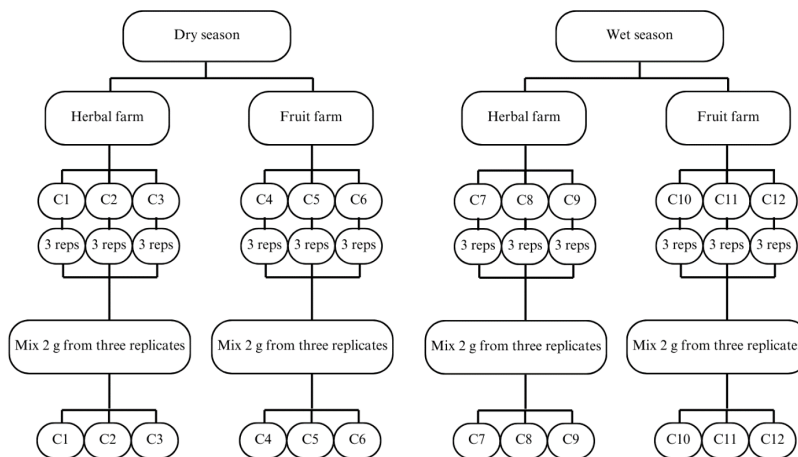 Dry season
Wet season
Herbal farm
Fruit farm
Herbal farm
Fruit farm
C1 C2 C3 C4 C5 C6 C7 C8 C9 C10 C11 C12
3 reps 3 reps 3 reps 3 reps 3 reps 3 reps 3 reps 3 reps 3 reps 3 reps 3 reps 3 reps
Mix 2 g from three replicates
Mix 2 g from three replicates
Mix 2 g from three replicates
Mix 2 g from three replicate
C1 C2 C3 C4 C5 C6 C7 C8 C9 C10 C11 C12